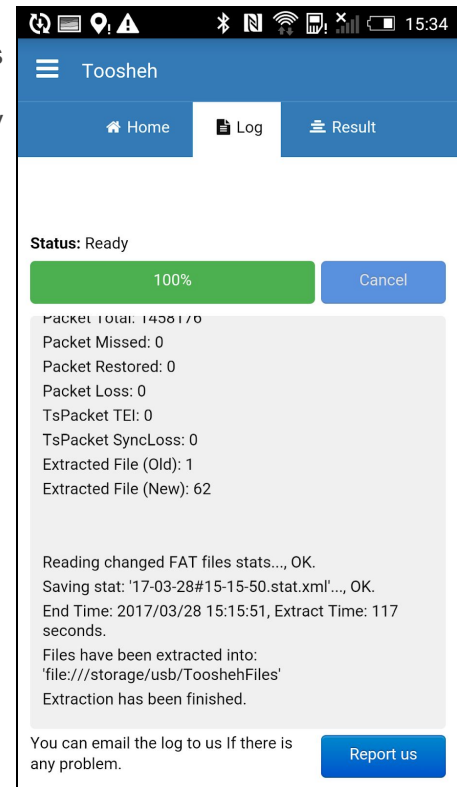 15:34
Toosheh
Home Log Result
Status: Ready
100% Cancel
Packet Total: 1458176
Packet Missed: 0
Packet Restored: 0
Packet Loss: 0
TsPacket TEI: 0
TsPacket SyncLoss: 0
Extracted File (Old): 1
Extracted File (New): 62
Reading changed FAT files stats..., OK.
Saving stat: '17-03-28#15-15-50.stat.xml'..., OK.
End Time: 2017/03/28 15:15:51, Extract Time: 117
seconds.
Files have been extracted into:
'file:///storage/usb/TooshehFiles'
Extraction has been finished.
You can email the log to us If there is
any problem.
Report us